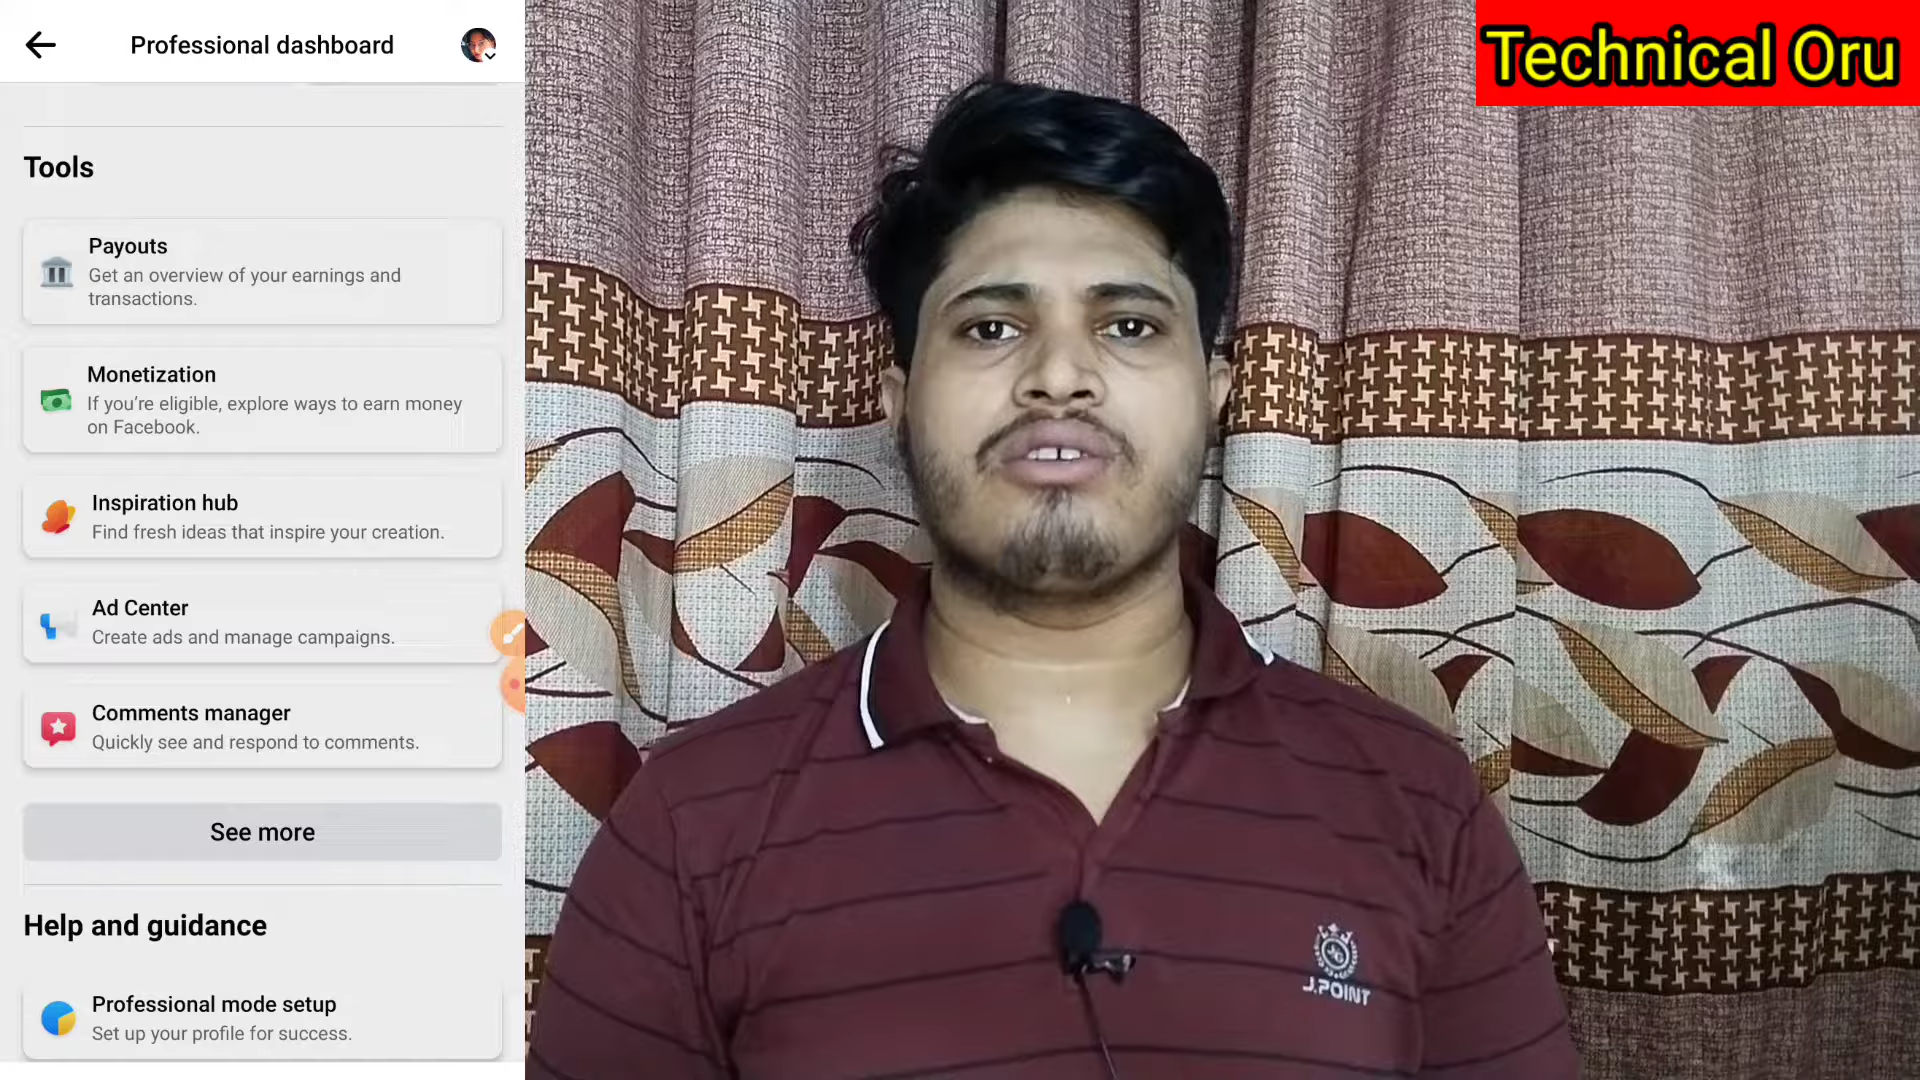 Professional dashboard
Tools
Payouts
Get an overview of your earnings and
transactions.
Monetization
If you’re eligible, explore ways to earn money
on Facebook.
Inspiration hub
Find fresh ideas that inspire your creation.
Ad Center
Create ads and manage campaigns.
Comments manager
Quickly see and respond to comments.
See more
Help and guidance
Professional mode setup
Set up your profile for success.
Technical Oru
J.POINT